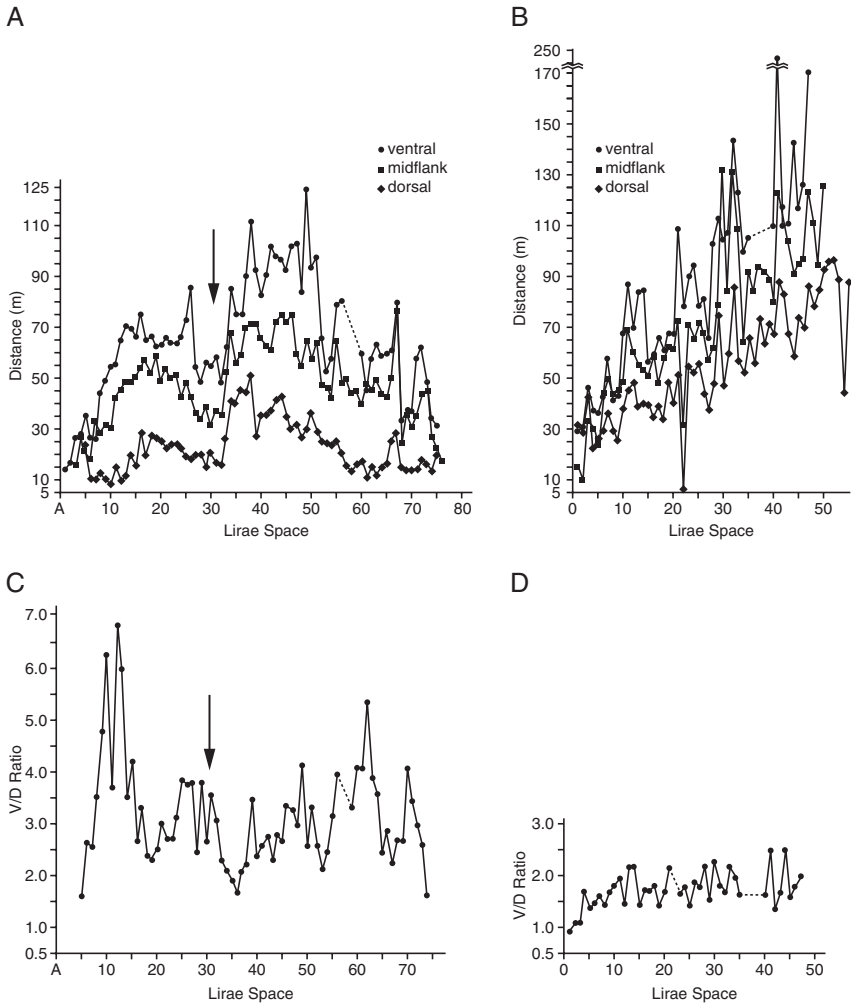 A
ventral
midflank
dorsal
125
110
90
70
50
30
10
5
Distance (m)
A 10 20 30 40 50 60 70 80
Lirae Space
B
250
170
150
130
110
90
70
50
30
10
5
ventral
midflank
dorsal
Distance (m)
0 10 20 30 40 50
Lirae Space
C
7.0
6.0
5.0
4.0
3.0
2.0
1.0
0.5
V/D Ratio
A 10 20 30 40 50 60 70
Lirae Space
D
3.0
2.0
1.0
0.5
V/D Ratio
0 10 20 30 40 50
Lirae Space